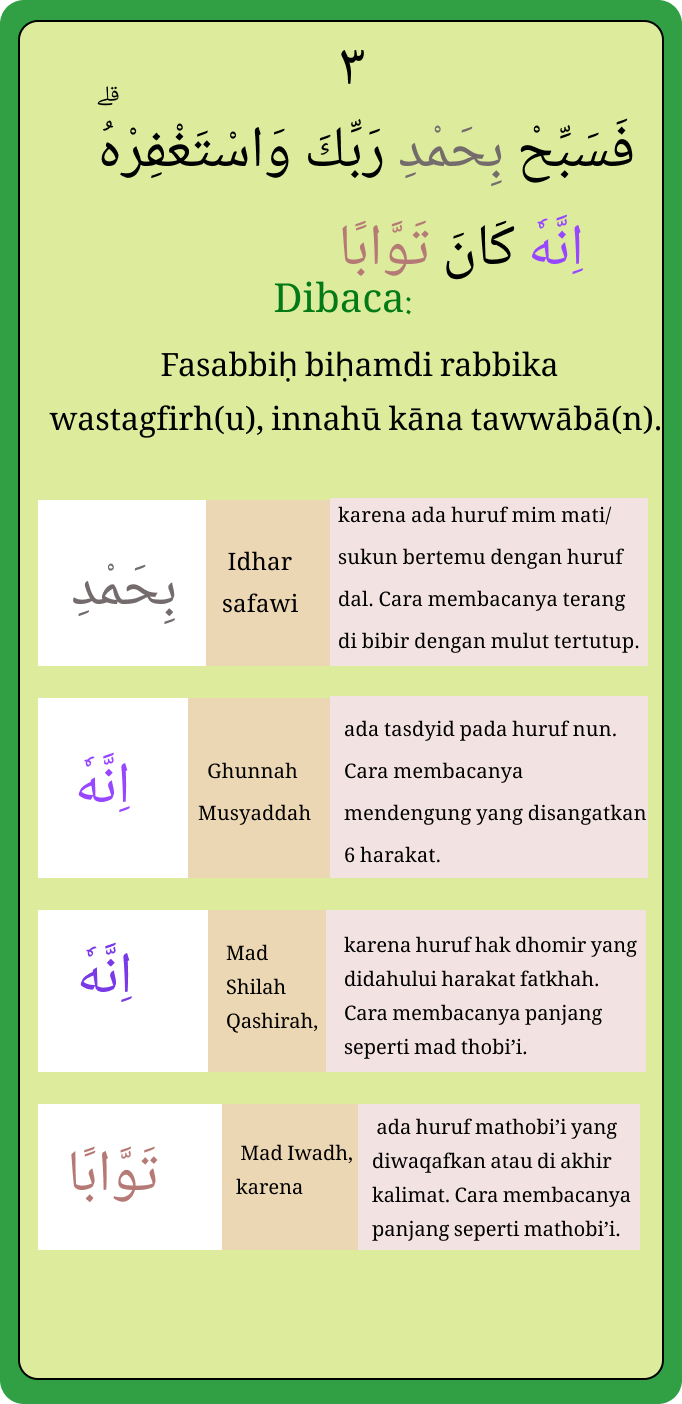 ٣
فَسَبِّحْ بِحَمْدِ رَبِّكَ وَاسْتَغْفِرْهُۗ
اِنَّهٗ كَانَ تَوَّابًا
Dibaca:
Fasabbiḥ biḥamdi rabbika
wastagfirh(u), innahū kāna tawwābā(n).
بِحَمْدِ
Idhar
safawi
karena ada huruf mim mati/
sukun bertemu dengan huruf
dal. Cara membacanya terang
di bibir dengan mulut tertutup.
اِنَّهٗ
Ghunnah
Musyaddah
ada tasdyid pada huruf nun.
Cara membacanya
mendengung yang disangatkan
6 harakat.
اِنَّهٗ
Mad
Shilah
Qashirah,
karena huruf hak dhomir yang
didahului harakat fatkhah.
Cara membacanya panjang
seperti mad thobi’i.
تَوَّابًا
Mad Iwadh,
karena
ada huruf mathobi’i yang
diwaqafkan atau di akhir
kalimat. Cara membacanya
panjang seperti mathobi’i.